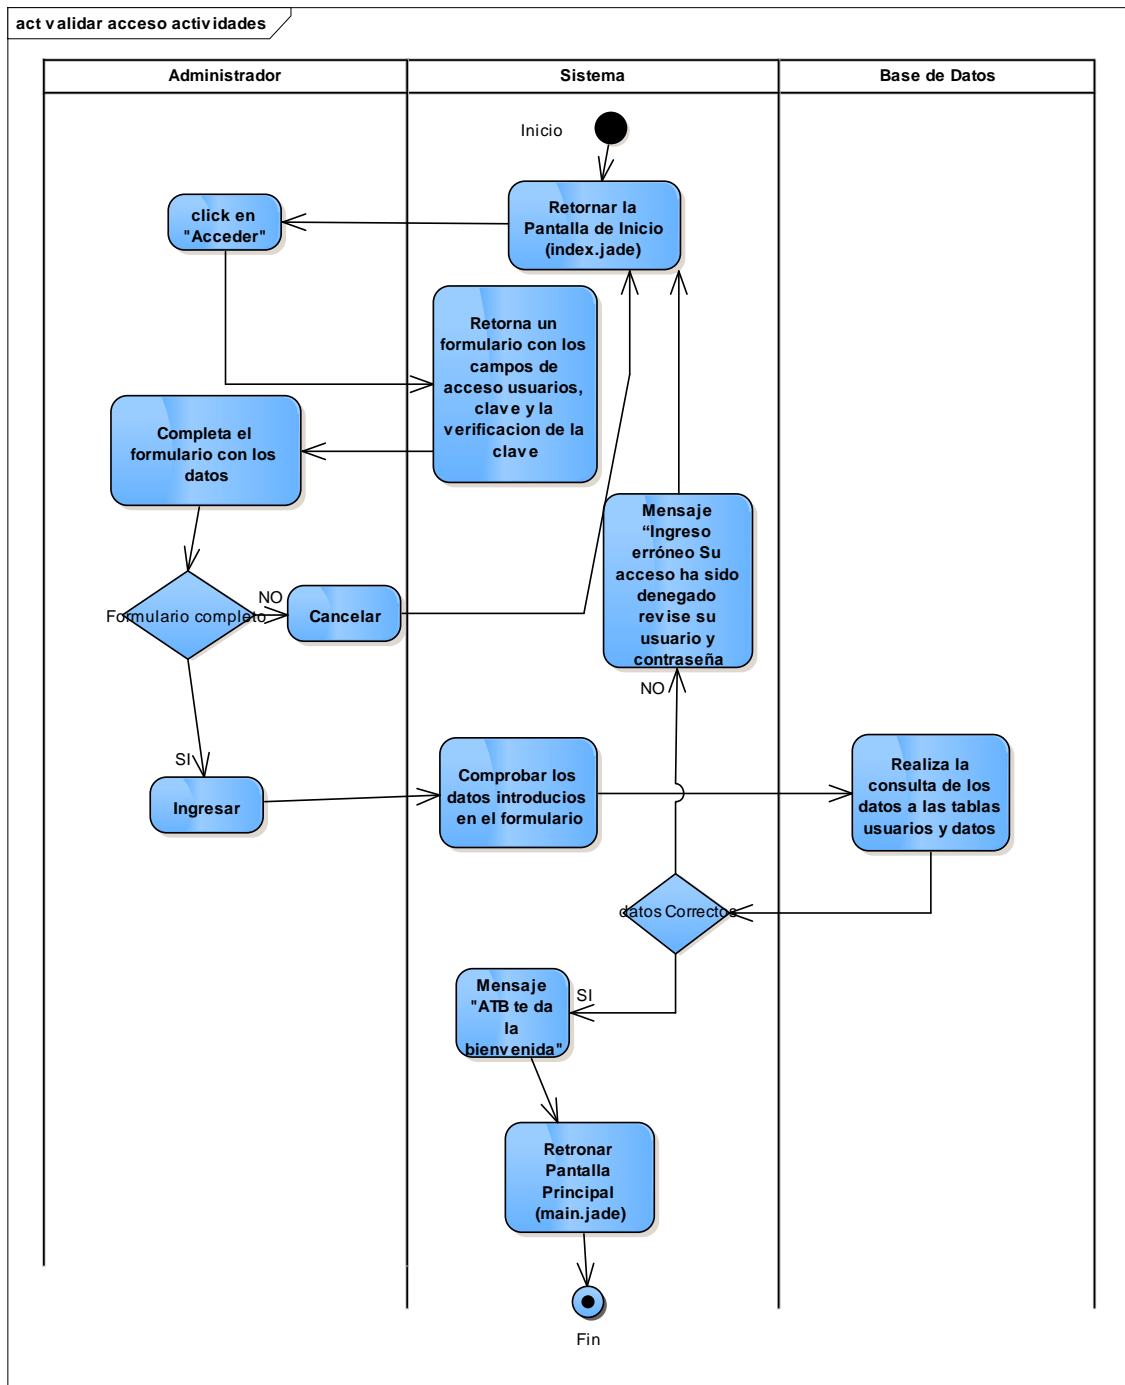 act validar acceso actividades
Administrador
Sistema
Base de Datos
Inicio
Retornar la
Pantalla de Inicio
(index.jade)
click en
"Acceder"
Retorna un
formulario con los
campos de
acceso usuarios,
clave y la
verificacion de la
clave
Completa el
formulario con los
datos
Mensaje
“Ingreso
erróneo Su
acceso ha sido
denegado
revise su
usuario y
contraseña
Formulario completo
NO
Cancelar
NO
SI
Ingresar
Comprobar los
datos introducios
en el formulario
Realiza la
consulta de los
datos a las tablas
usuarios y datos
datos Correctos
SI
Mensaje
"ATB te da
la
bienvenida"
Retronar
Pantalla
Principal
(main.jade)
Fin